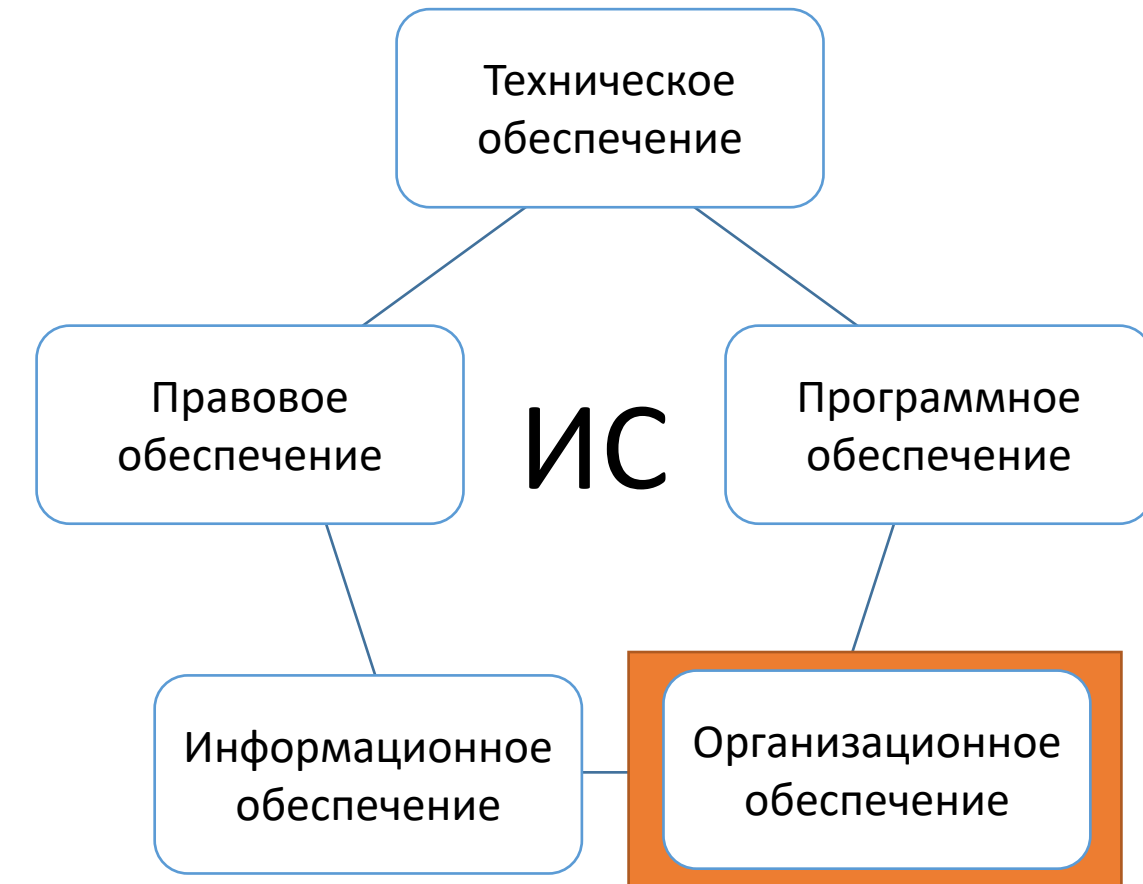 Техническое
обеспечение
Правовое
обеспечение
ИС
Программное
обеспечение
Информационное
обеспечение
Организационное
обеспечение